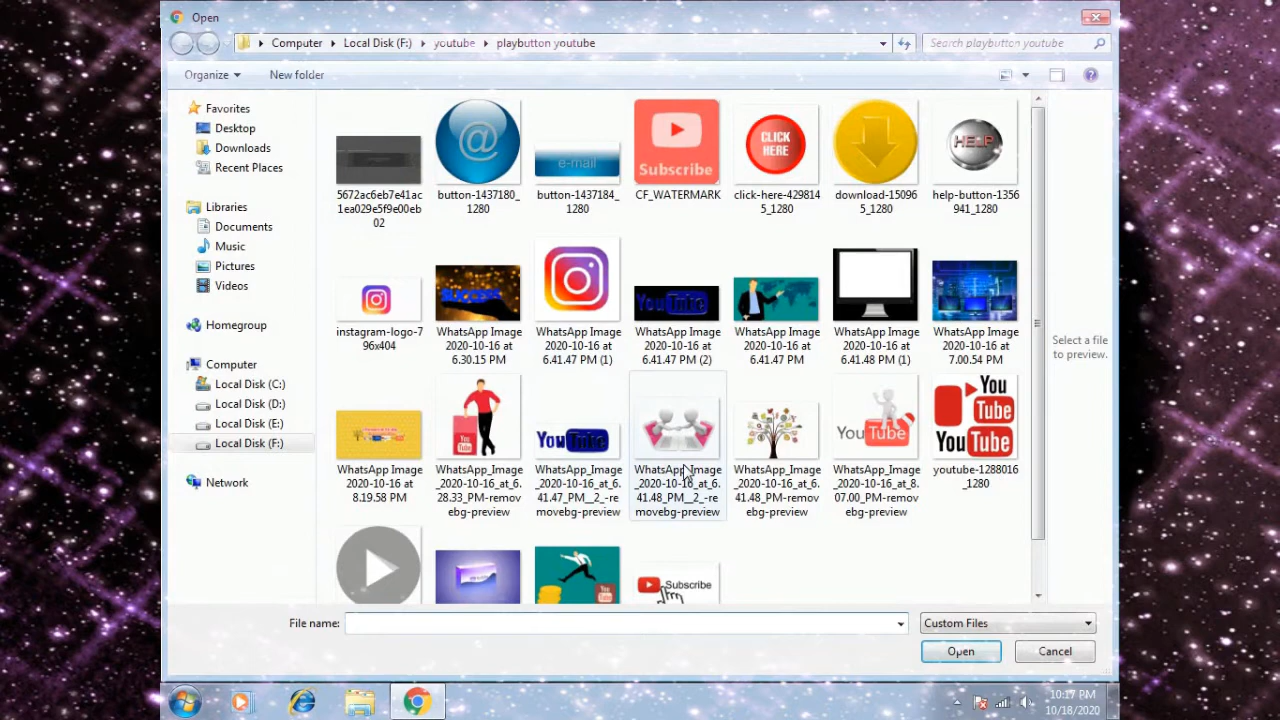 Open
Computer
Local Disk (F:)
youtube
playbutton youtube
Search playbutton youtube
Organize
New folder
Favorites
Desktop
Downloads
Recent Places
Libraries
Documents
Music
Pictures
Videos
Homegroup
Computer
Local Disk (C:)
Local Disk (D:)
Local Disk (E:)
Local Disk (F:)
Network
5672ac6eb7e41ac
1ea029e5f9e00eb
02
@
button-1437180_
1280
e-mail
button-1437184_
1280
Subscribe
CF_WATERMARK
CLICK
HERE
click-here-429814
5_1280
download-15096
5_1280
HELP
help-button-1356
941_1280
instagram-logo-7
96x404
SUCCESS
WhatsApp Image
2020-10-16 at
6.30.15 PM
WhatsApp Image
2020-10-16 at
6.41.47 PM (1)
YouTube
WhatsApp Image
2020-10-16 at
6.41.47 PM (2)
WhatsApp Image
2020-10-16 at
6.41.47 PM
WhatsApp Image
2020-10-16 at
6.41.48 PM (1)
WhatsApp Image
2020-10-16 at
7.00.54 PM
WhatsApp Image
2020-10-16 at
8.19.58 PM
You
Tube
WhatsApp_Image
_2020-10-16_at_6.
28.33_PM-remov
ebg-preview
YouTube
WhatsApp_Image
_2020-10-16_at_6.
41.47_PM__2_-re
movebg-preview
WhatsApp_Image
_2020-10-16_at_6.
41.48_PM__2_-re
movebg-preview
WhatsApp_Image
_2020-10-16_at_6.
41.48_PM-remov
ebg-preview
YouTube
WhatsApp_Image
_2020-10-16_at_8.
07.00_PM-remov
ebg-preview
You
Tube
YouTube
youtube-1288016
_1280
You
Tube
Subscribe
Select a file
to preview.
File name:
Custom Files
Open
Cancel
10:17 PM
10/18/2020